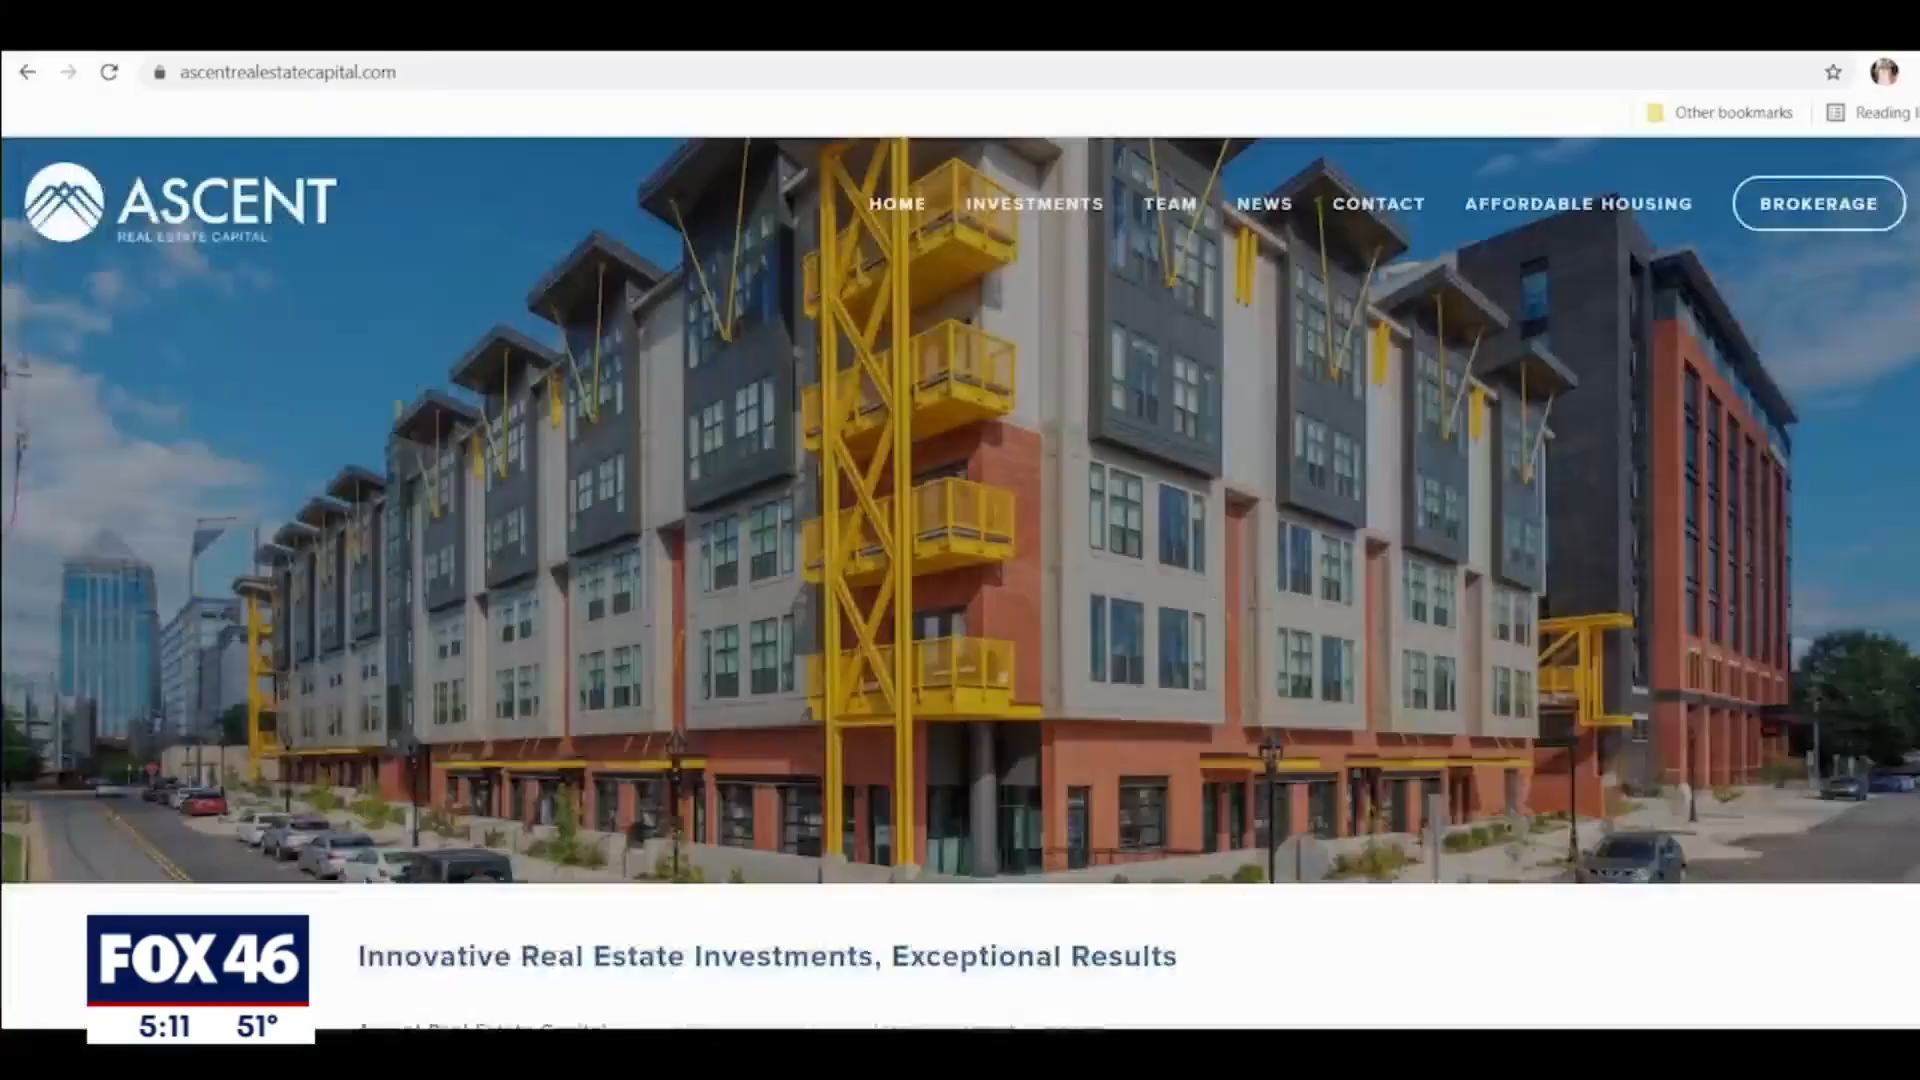 ascentrealestatecapital.com
Other bookmarks
Reading
ASCENT
REAL ESTATE CAPITAL
HOME INVESTMENTS TEAM NEWS CONTACT AFFORDABLE HOUSING BROKERAGE
Innovative Real Estate Investments, Exceptional Results
FOX 46
5:11 51°